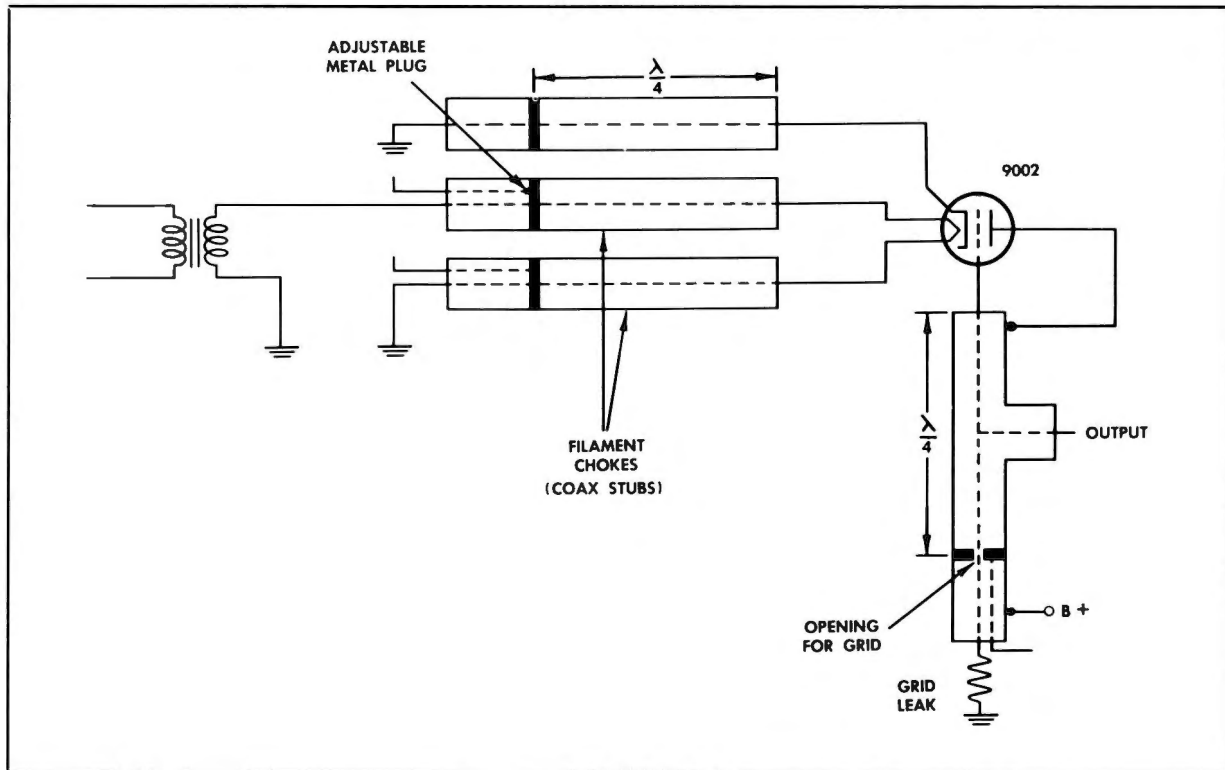 ADJUSTABLE
METAL PLUG
λ
4
9002
FILAMENT
CHOKES
(COAX STUBS)
λ
4
OUTPUT
OPENING
FOR GRID
B +
GRID
LEAK